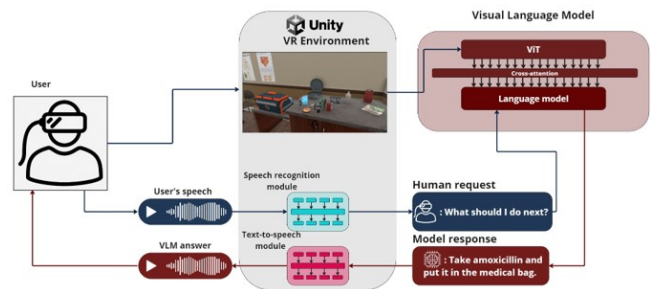 Unity
VR Environment
Visual Language Model
ViT
Cross-attention
Language model
User
User's speech
Speech recognition
module
Human request
: What should I do next?
VLM answer
Text-to-speech
module
Model response
: Take amoxicillin and
put it in the medical bag.